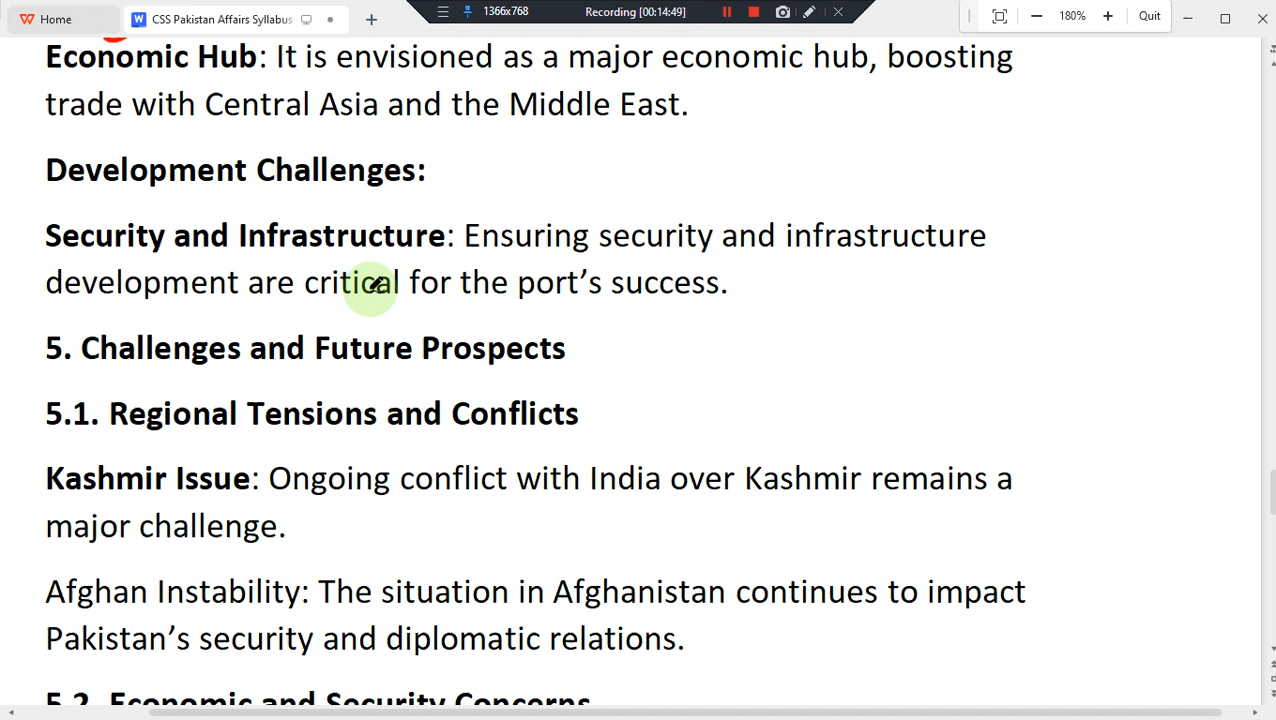 Home
CSS Pakistan Affairs Syllabus
1366x768
Recording [00:14:49]
180%
Quit
Economic Hub: It is envisioned as a major economic hub, boosting
trade with Central Asia and the Middle East.
Development Challenges:
Security and Infrastructure: Ensuring security and infrastructure
development are critical for the port’s success.
5. Challenges and Future Prospects
5.1. Regional Tensions and Conflicts
Kashmir Issue: Ongoing conflict with India over Kashmir remains a
major challenge.
Afghan Instability: The situation in Afghanistan continues to impact
Pakistan’s security and diplomatic relations.
5.2. Economic and Security Concerns